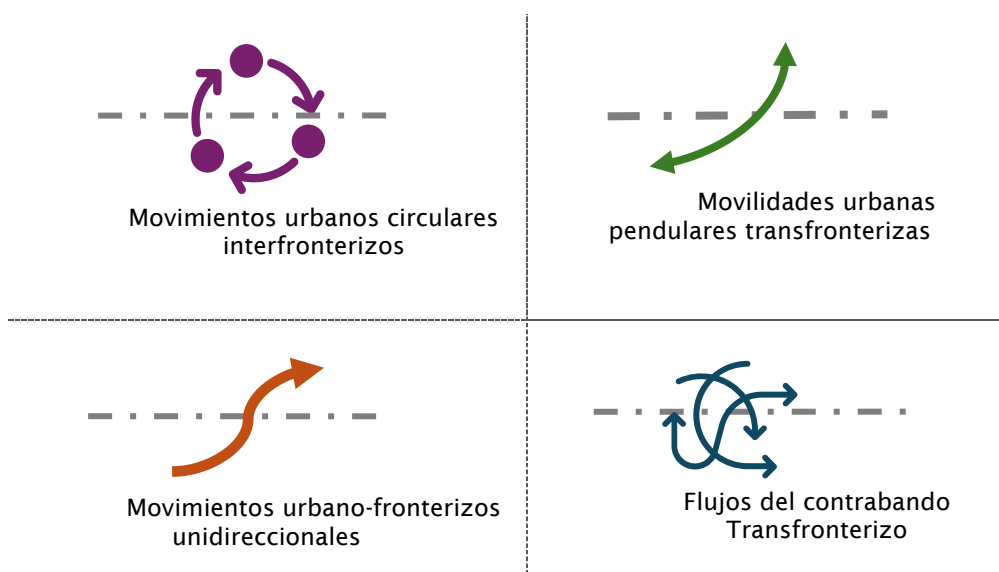 Movimientos urbanos circulares
interfronterizos
Movilidades urbanas
pendulares transfronterizas
Movimientos urbano-fronterizos
unidireccionales
Flujos del contrabando
Transfronterizo